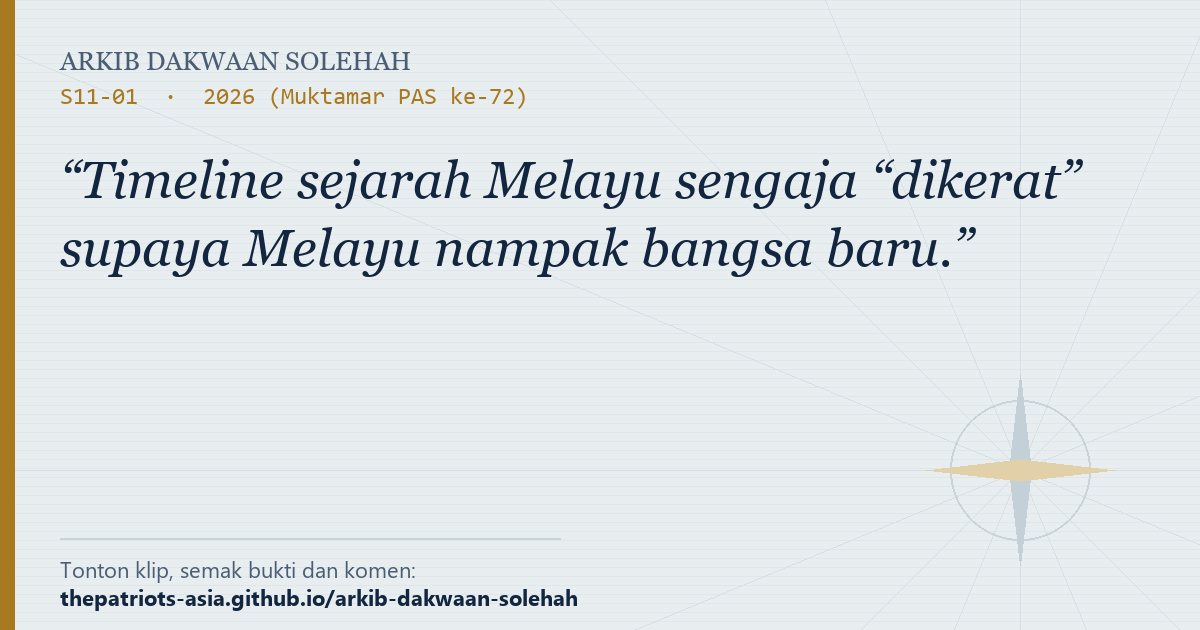 ARKIB DAKWAAN SOLEHAH
S11-01 · 2026 (Muktamar PAS ke-72)
“Timeline sejarah Melayu sengaja “dikerat”
supaya Melayu nampak bangsa baru.”
Tonton klip, semak bukti dan komen:
thepatriots-asia.github.io/arkib-dakwaan-solehah